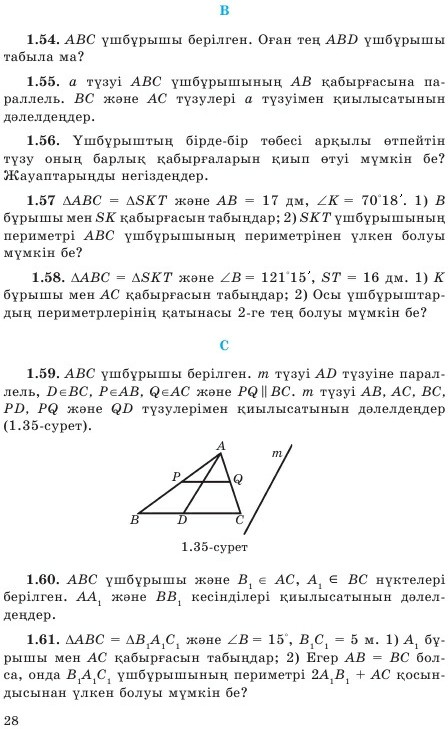 В
1.54. ABC үшбұрышы берілген. Оған тең ABD үшбұрышы
табыла ма?
1.55. a түзуі ABC үшбұрышының AB қабырғасына па-
раллель. BC және AC түзулері a түзуімен қиылысатынын
дәлелдеңдер.
1.56. Үшбұрыштың бірде-бір төбесі арқылы өтпейтін
түзу оның барлық қабырғаларын қиып өтуі мүмкін бе?
Жауаптарыңды негіздеңдер.
1.57 ΔABC = ΔSKT және AB = 17 дм, ∠K = 70°18′. 1) B
бұрышы мен SK қабырғасын табыңдар; 2) SKT үшбұрышының
периметрі ABC үшбұрышының периметрінен үлкен болуы
мүмкін бе?
1.58. ΔABC = ΔSKT және ∠B = 121°15′, ST = 16 дм. 1) K
бұрышы мен AC қабырғасын табыңдар; 2) Осы үшбұрыштар-
дың периметрлерінің қатынасы 2-ге тең болуы мүмкін бе?
С
1.59. ABC үшбұрышы берілген. m түзуі AD түзуіне парал-
лель, D∈BC, P∈AB, Q∈AC және PQ ∥ BC. m түзуі AB, AC, BC,
PD, PQ және QD түзулерімен қиылысатынын дәлелдеңдер
(1.35-сурет).
A
m
P
Q
B
D
C
1.35-сурет
1.60. ABC үшбұрышы және B₁ ∈ AC, A₁ ∈ BC нүктелері
берілген. AA₁ және BB₁ кесінділері қиылысатынын дәлел-
деңдер.
1.61. ΔABC = ΔB₁A₁C₁ және ∠B = 15°, B₁C₁ = 5 м. 1) A₁ бұ-
рышы мен AC қабырғасын табыңдар; 2) Егер AB = BC бол-
са, онда B₁A₁C₁ үшбұрышының периметрі 2A₁B₁ + AC қосын-
дысынан үлкен болуы мүмкін бе?
28